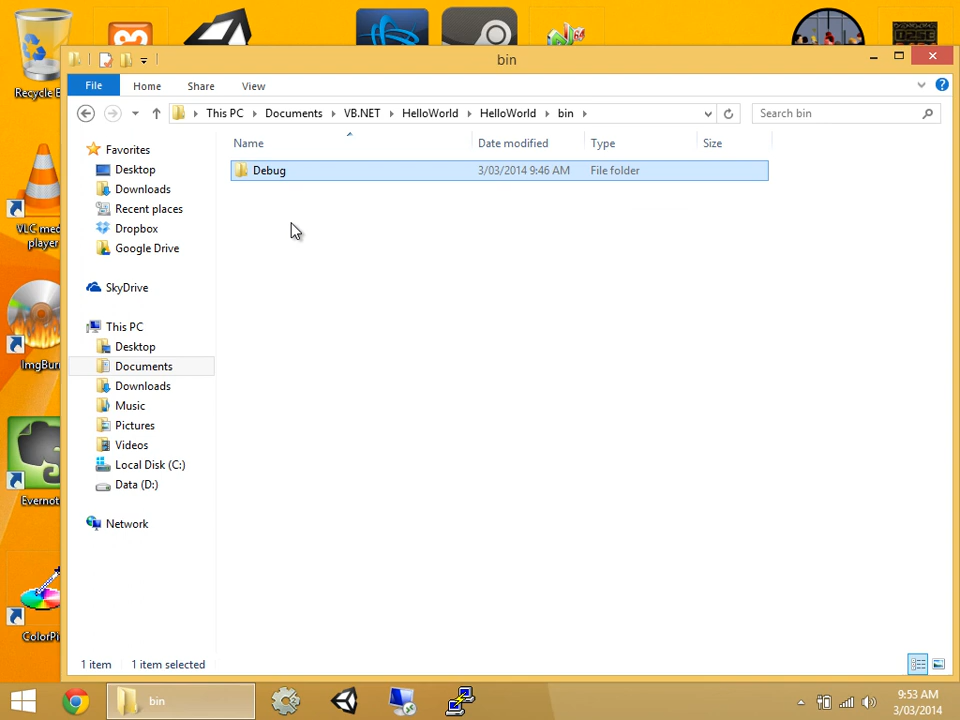 Recycle B
bin
File
Home
Share
View
This PC
Documents
VB.NET
HelloWorld
HelloWorld
bin
Search bin
Name
Date modified
Type
Size
Debug
3/03/2014 9:46 AM
File folder
Favorites
Desktop
Downloads
Recent places
Dropbox
Google Drive
SkyDrive
This PC
Desktop
Documents
Downloads
Music
Pictures
Videos
Local Disk (C:)
Data (D:)
Network
VLC med
player
ImgBurn
Evernot
ColorPi
1 item
1 item selected
bin
9:53 AM
3/03/2014